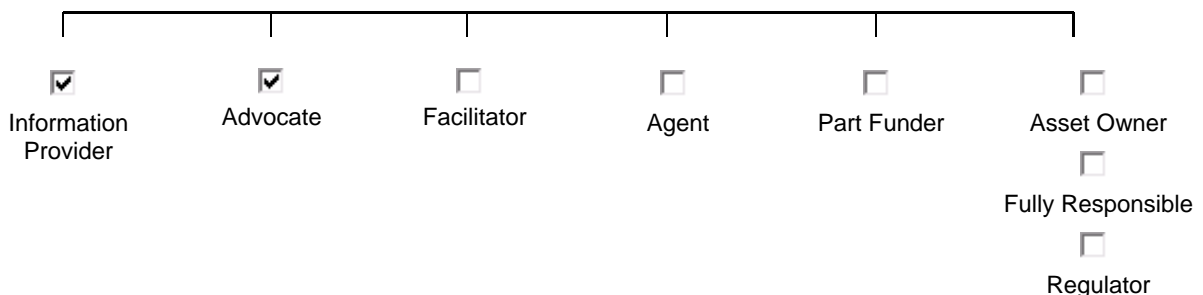 Information
Provider
Advocate
Facilitator
Agent
Part Funder
Asset Owner
Fully Responsible
Regulator